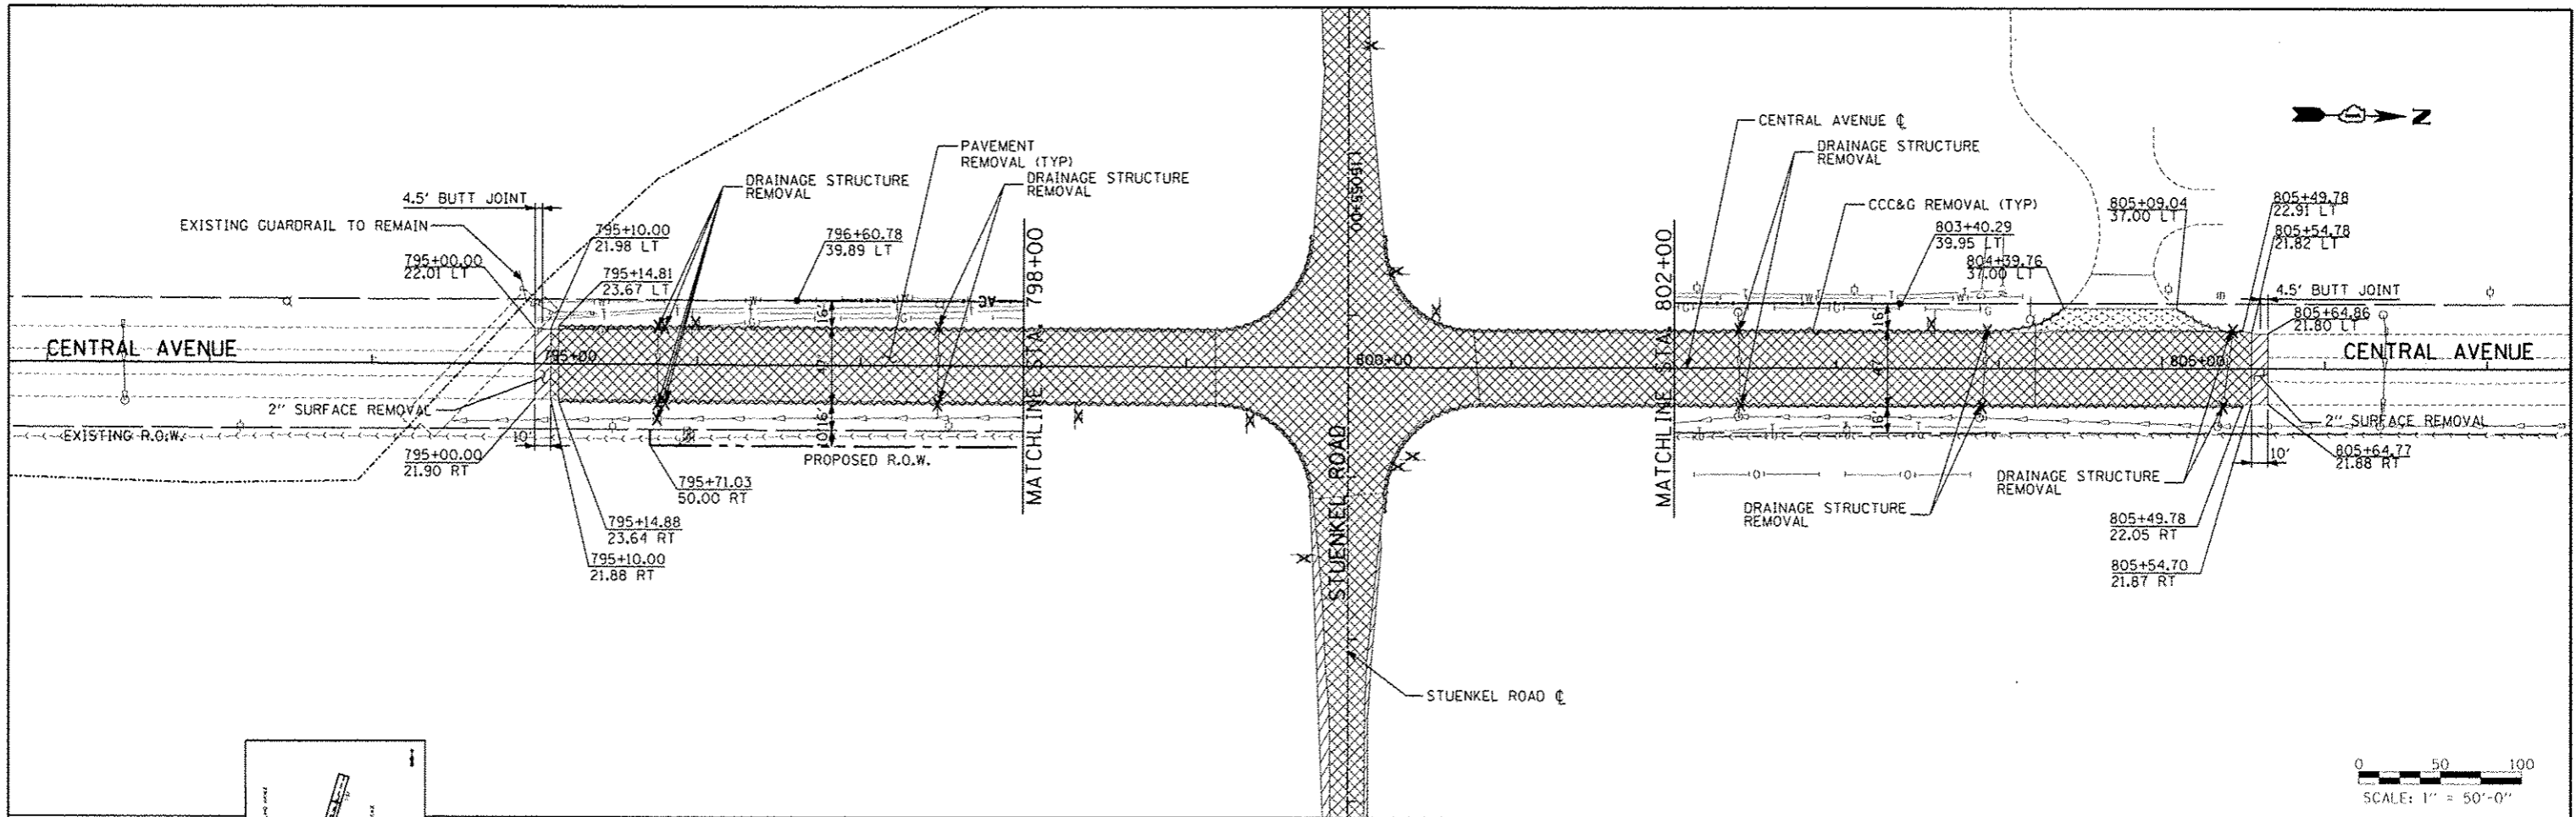 CENTRAL AVENUE ℄
DRAINAGE STRUCTURE
REMOVAL
N
PAVEMENT
REMOVAL (TYP)
DRAINAGE STRUCTURE
REMOVAL
DRAINAGE STRUCTURE
REMOVAL
4.5' BUTT JOINT
EXISTING GUARDRAIL TO REMAIN
795+00.00
22.01 LT
795+10.00
21.98 LT
795+14.81
23.67 LT
796+60.78
39.89 LT
CCC&G REMOVAL (TYP)
803+40.29
39.95 LT
804+39.76
37.00 LT
805+09.04
37.00 LT
805+49.78
22.91 LT
805+54.78
21.82 LT
4.5' BUTT JOINT
805+64.86
21.80 LT
MATCHLINE STA. 798+00
MATCHLINE STA. 802+00
CENTRAL AVENUE
795+00
800+00
805+00
CENTRAL AVENUE
16'
47'
16'
10'
16'
47'
16'
2" SURFACE REMOVAL
EXISTING R.O.W.
10'
795+00.00
21.90 RT
PROPOSED R.O.W.
795+71.03
50.00 RT
795+14.88
23.64 RT
795+10.00
21.88 RT
STUENKEL ROAD
2" SURFACE REMOVAL
805+64.77
21.88 RT
10'
DRAINAGE STRUCTURE
REMOVAL
DRAINAGE STRUCTURE
REMOVAL
805+49.78
22.05 RT
805+54.70
21.87 RT
STUENKEL ROAD ℄
0 50 100
SCALE: 1" = 50'-0"